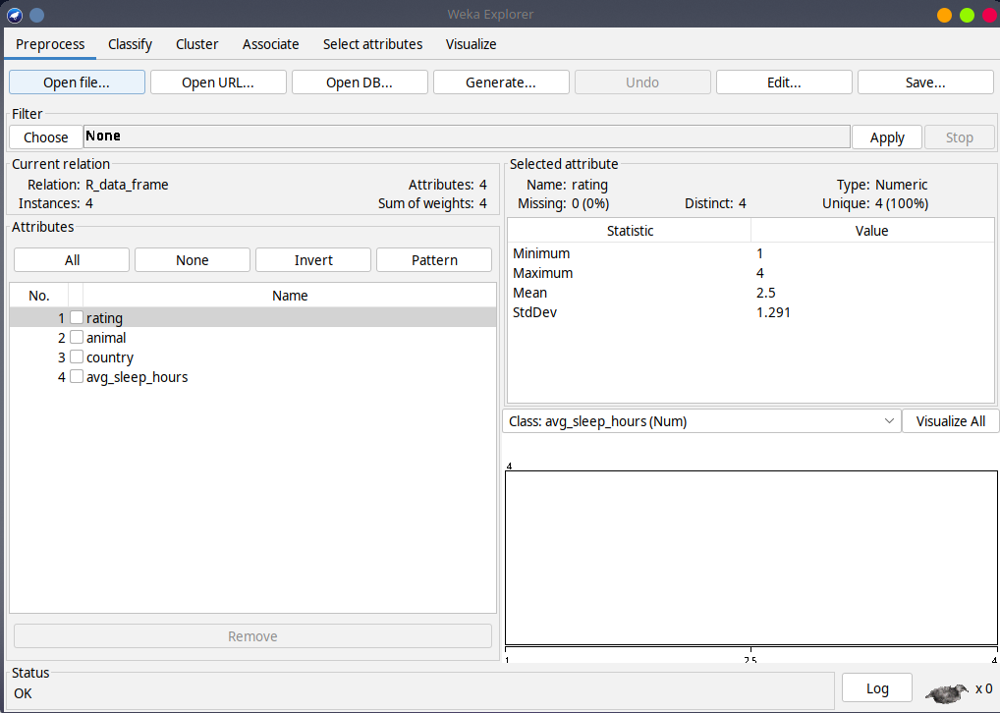 Weka Explorer
Preprocess Classify Cluster Associate Select attributes Visualize
Open file... Open URL... Open DB... Generate... Undo Edit... Save...
Filter
Choose None Apply Stop
Current relation
Relation: R_data_frame Attributes: 4
Instances: 4 Sum of weights: 4
Attributes
All None Invert Pattern
No. Name
1 rating
2 animal
3 country
4 avg_sleep_hours
Remove
Selected attribute
Name: rating Type: Numeric
Missing: 0 (0%) Distinct: 4 Unique: 4 (100%)
Statistic Value
Minimum 1
Maximum 4
Mean 2.5
StdDev 1.291
Class: avg_sleep_hours (Num) Visualize All
4
1 2.5 4
Status
OK Log x 0